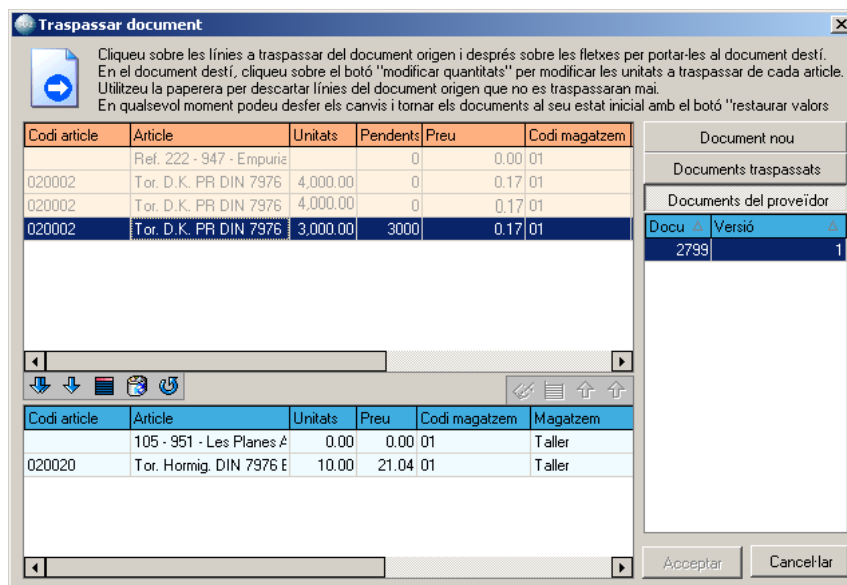 Traspassar document
Cliqueu sobre les línies a traspassar del document origen i després sobre les fletxes per portar-les al document destí.
En el document destí, cliqueu sobre el botó "modificar quantitats" per modificar les unitats a traspassar de cada article.
Utilitzeu la paperera per descartar línies del document origen que no es traspassaran mai.
En qualsevol moment podeu desfer els canvis i tornar els documents al seu estat inicial amb el botó "restaurar valors
Codi article Article Unitats Pendents Preu Codi magatzem
Ref. 222 - 947 - Empuria 0 0.00 01
020002 Tor. D.K. PR DIN 7976 4,000.00 0 0.17 01
020002 Tor. D.K. PR DIN 7976 4,000.00 0 0.17 01
020002 Tor. D.K. PR DIN 7976 3,000.00 3000 0.17 01
Document nou
Documents traspassats
Documents del proveïdor
Docu Versió
2799 1
Codi article Article Unitats Preu Codi magatzem Magatzem
105 - 951 - Les Planes 0.00 0.00 01 Taller
020020 Tor. Hormig. DIN 7976 E 10.00 21.04 01 Taller
Acceptar
Cancel·lar